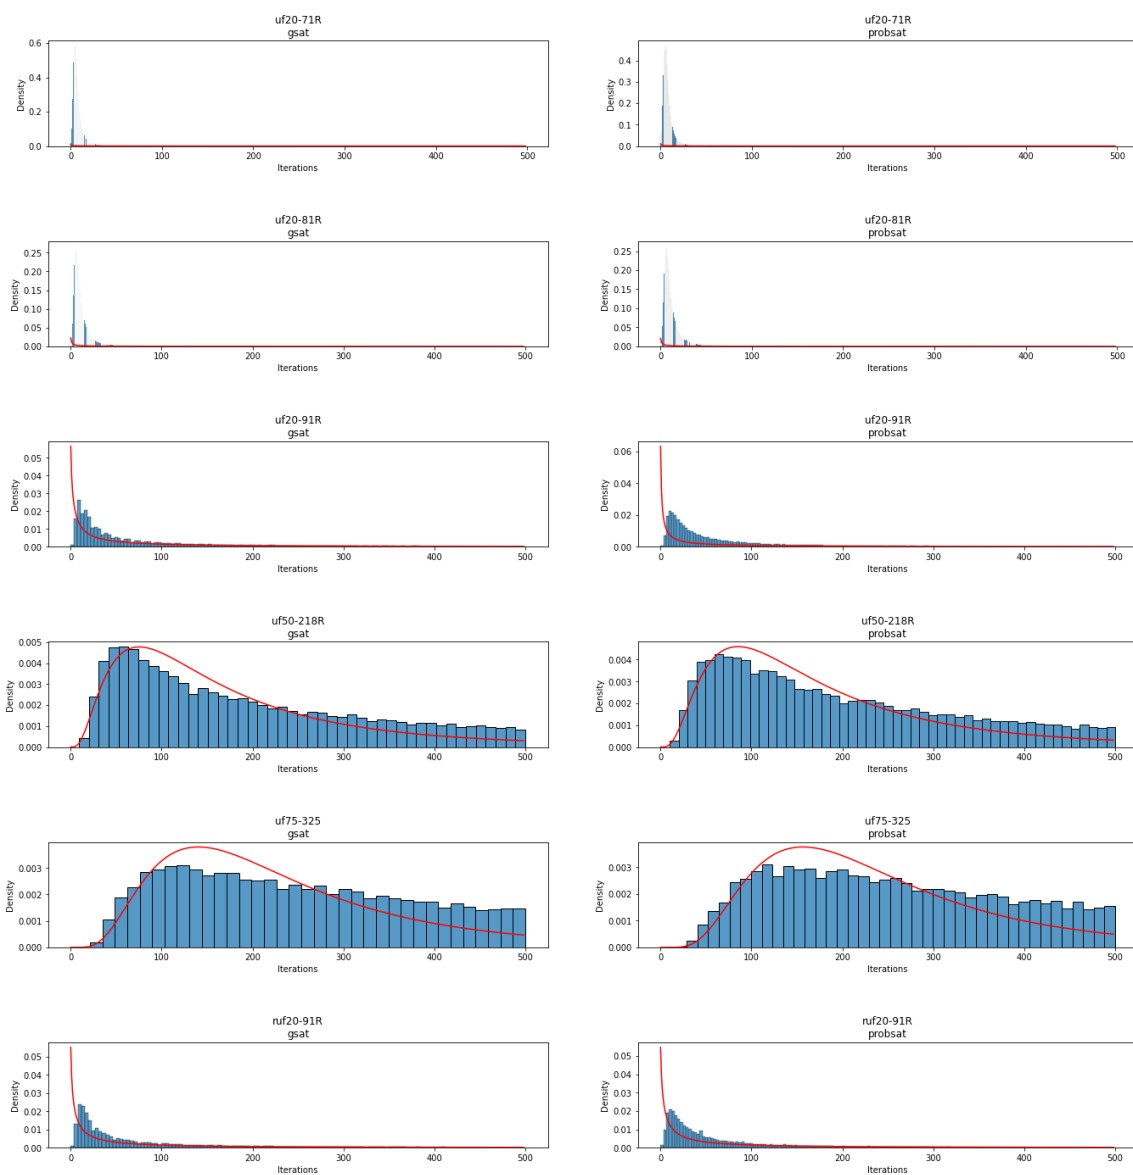 uf20-71R
gsat
0.6
0.4
0.2
0.0
Density
0
100
200
300
400
500
Iterations
uf20-71R
probsat
0.4
0.3
0.2
0.1
0.0
Density
0
100
200
300
400
500
Iterations
uf20-81R
gsat
0.25
0.20
0.15
0.10
0.05
0.00
Density
0
100
200
300
400
500
Iterations
uf20-81R
probsat
0.25
0.20
0.15
0.10
0.05
0.00
Density
0
100
200
300
400
500
Iterations
uf20-91R
gsat
0.05
0.04
0.03
0.02
0.01
0.00
Density
0
100
200
300
400
500
Iterations
uf20-91R
probsat
0.06
0.04
0.02
0.00
Density
0
100
200
300
400
500
Iterations
uf50-218R
gsat
0.005
0.004
0.003
0.002
0.001
0.000
Density
0
100
200
300
400
500
Iterations
uf50-218R
probsat
0.004
0.003
0.002
0.001
0.000
Density
0
100
200
300
400
500
Iterations
uf75-325
gsat
0.003
0.002
0.001
0.000
Density
0
100
200
300
400
500
Iterations
uf75-325
probsat
0.003
0.002
0.001
0.000
Density
0
100
200
300
400
500
Iterations
ruf20-91R
gsat
0.05
0.04
0.03
0.02
0.01
0.00
Density
0
100
200
300
400
500
Iterations
ruf20-91R
probsat
0.05
0.04
0.03
0.02
0.01
0.00
Density
0
100
200
300
400
500
Iterations